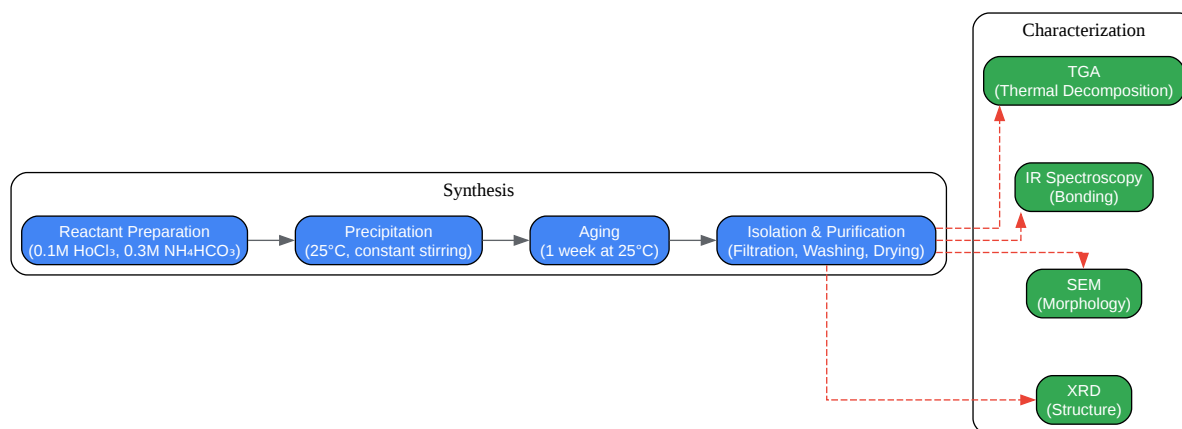 Characterization
TGA
(Thermal Decomposition)
IR Spectroscopy
(Bonding)
Synthesis
Reactant Preparation
(0.1M HoCl₃, 0.3M NH₄HCO₃)
Precipitation
(25°C, constant stirring)
Aging
(1 week at 25°C)
Isolation & Purification
(Filtration, Washing, Drying)
SEM
(Morphology)
XRD
(Structure)